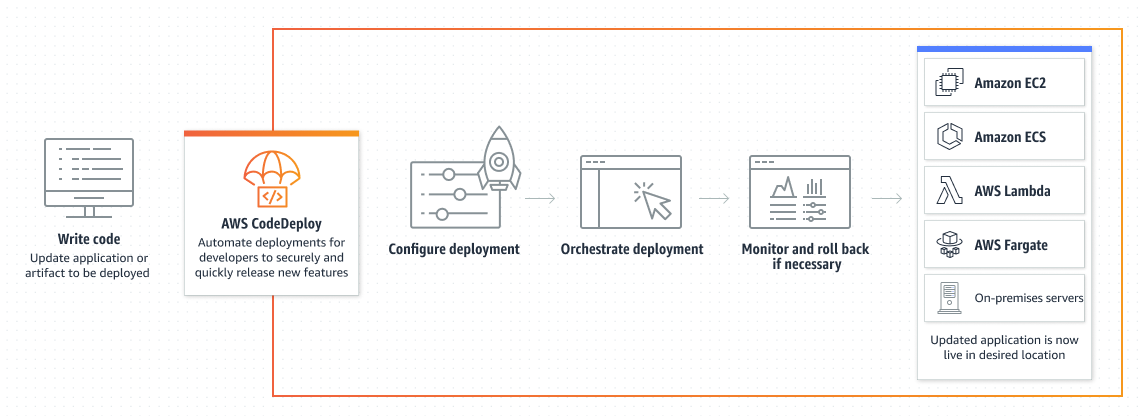 Write code
Update application or
artifact to be deployed
AWS CodeDeploy
Automate deployments for
developers to securely and
quickly release new features
Configure deployment
Orchestrate deployment
Monitor and roll back
if necessary
Amazon EC2
Amazon ECS
AWS Lambda
AWS Fargate
On-premises servers
Updated application is now
live in desired location